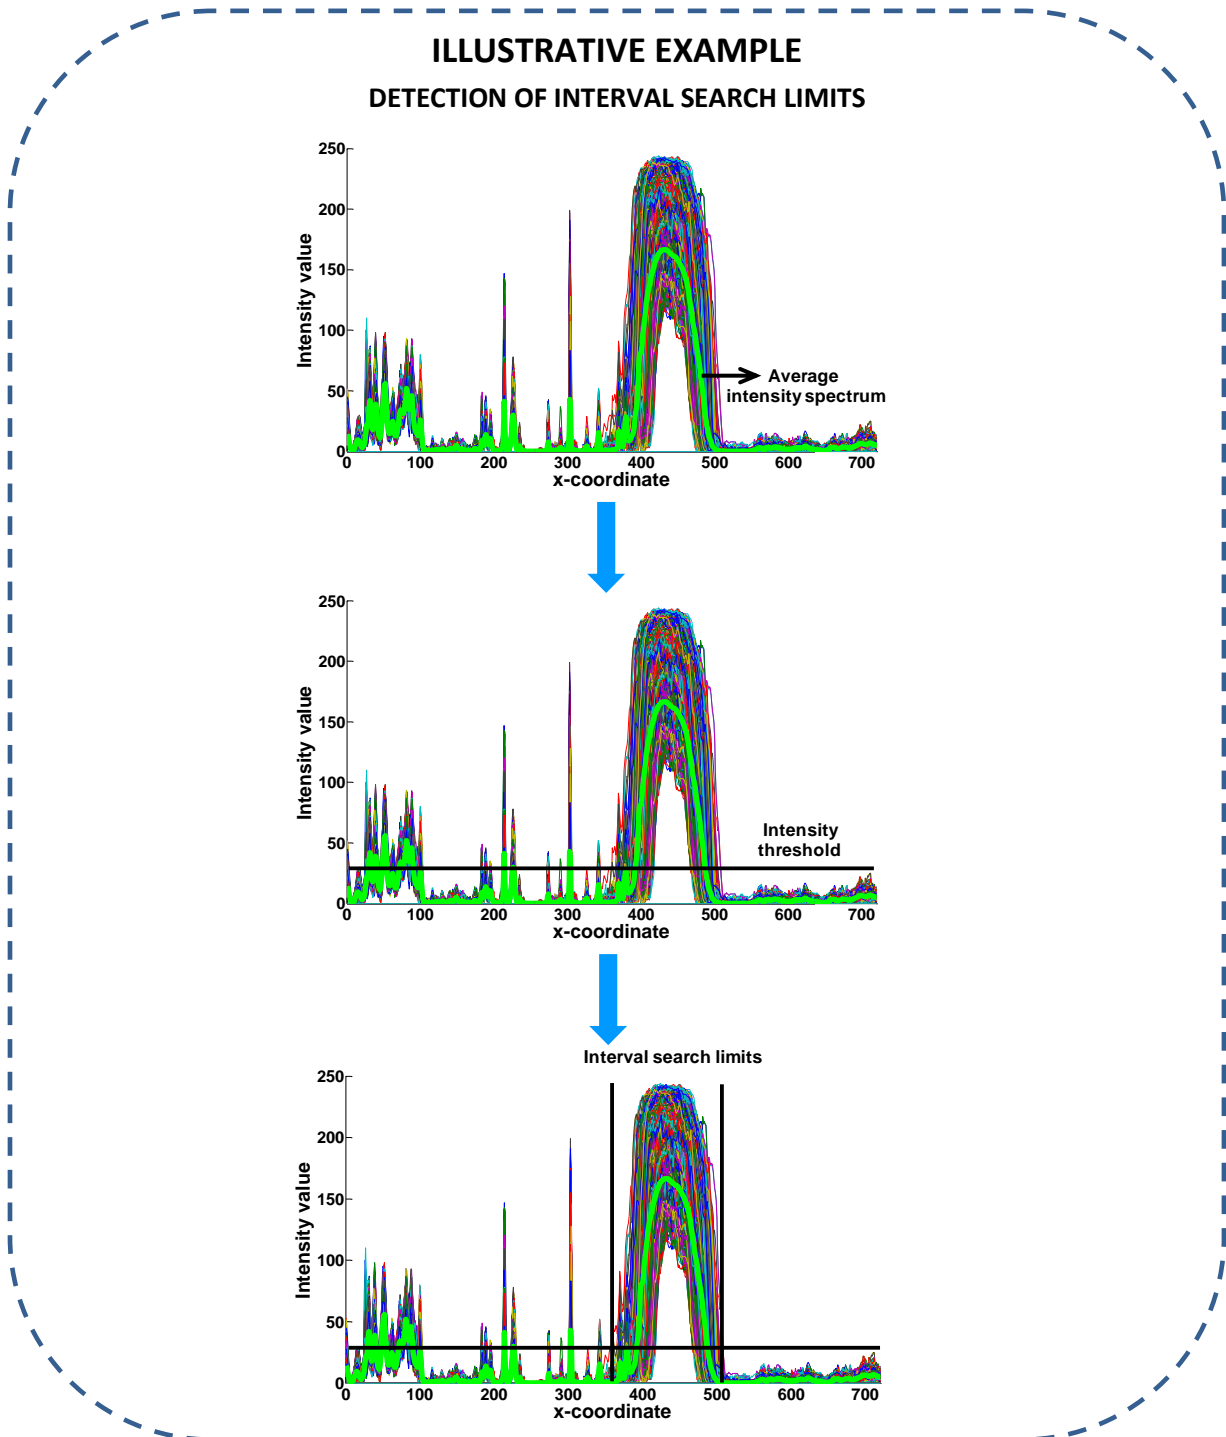 ILLUSTRATIVE EXAMPLE
DETECTION OF INTERVAL SEARCH LIMITS
250
200
150
100
50
0
Intensity value
0 100 200 300 400 500 600 700
x-coordinate
Average
intensity spectrum
250
200
150
100
50
0
Intensity value
0 100 200 300 400 500 600 700
x-coordinate
Intensity
threshold
Interval search limits
250
200
150
100
50
0
Intensity value
0 100 200 300 400 500 600 700
x-coordinate